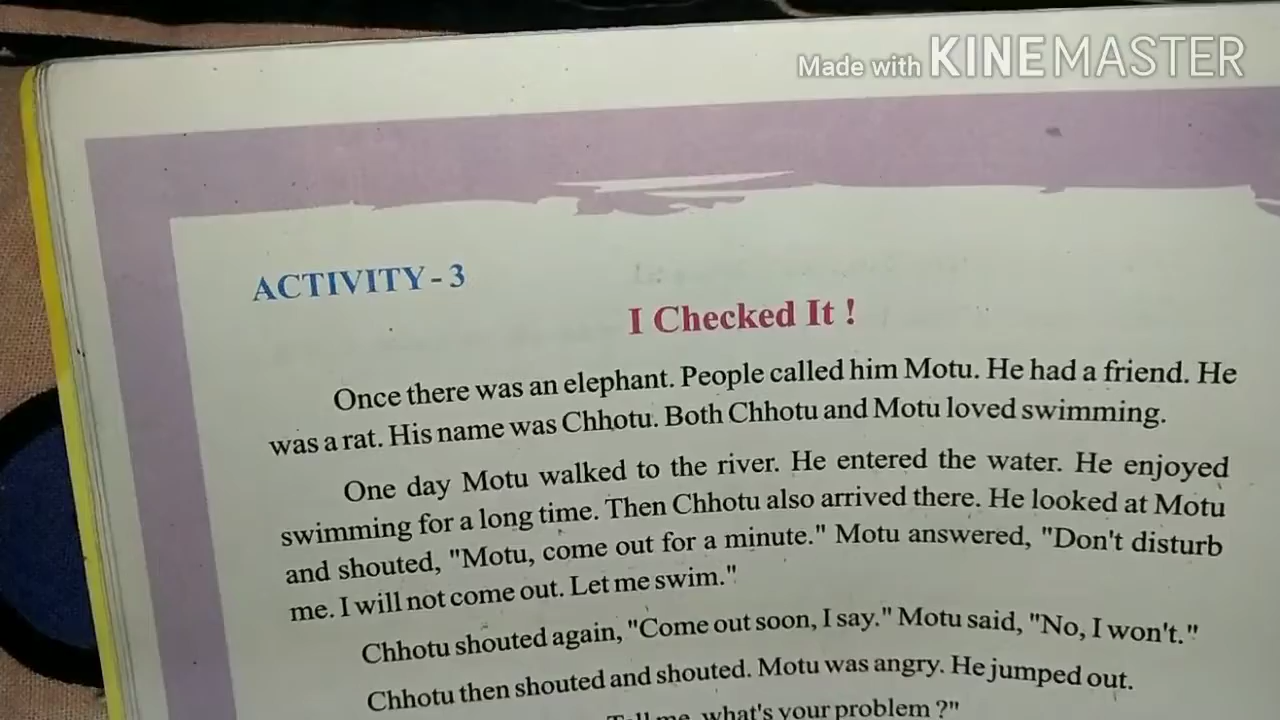 Made with KINEMASTER
ACTIVITY - 3
I Checked It !
Once there was an elephant. People called him Motu. He had a friend. He
was a rat. His name was Chhotu. Both Chhotu and Motu loved swimming.
One day Motu walked to the river. He entered the water. He enjoyed
swimming for a long time. Then Chhotu also arrived there. He looked at Motu
and shouted, "Motu, come out for a minute." Motu answered, "Don't disturb
me. I will not come out. Let me swim."
Chhotu shouted again, "Come out soon, I say." Motu said, "No, I won't."
Chhotu then shouted and shouted. Motu was angry. He jumped out.
Tell me, what's your problem ?"